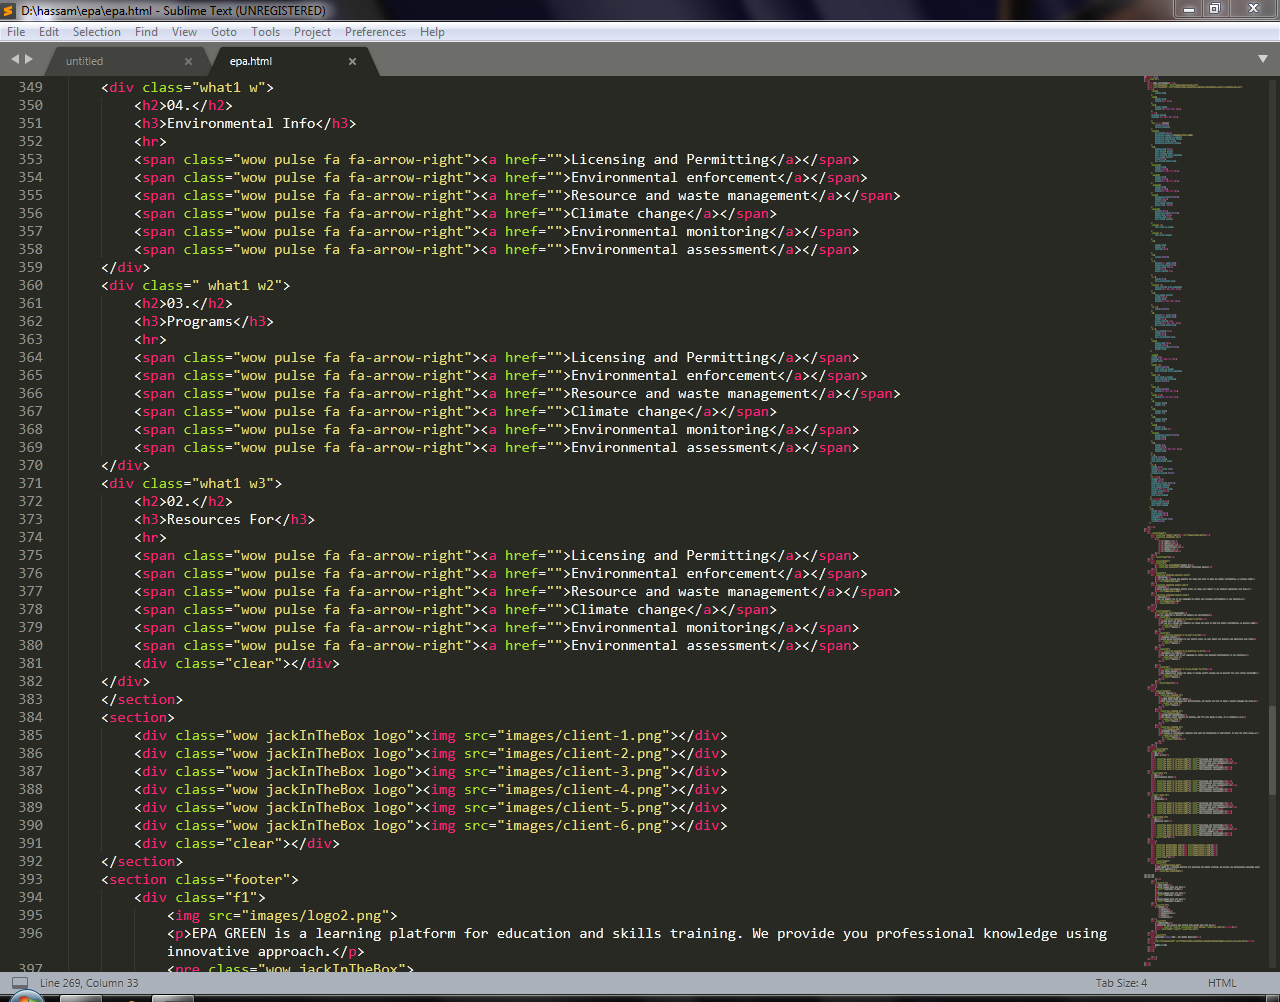 D:\hassam\epa\epa.html - Sublime Text (UNREGISTERED)
File Edit Selection Find View Goto Tools Project Preferences Help
untitled epa.html
349 <div class="what1 w">
350 <h2>04.</h2>
351 <h3>Environmental Info</h3>
352 <hr>
353 <span class="wow pulse fa fa-arrow-right"><a href="">Licensing and Permitting</a></span>
354 <span class="wow pulse fa fa-arrow-right"><a href="">Environmental enforcement</a></span>
355 <span class="wow pulse fa fa-arrow-right"><a href="">Resource and waste management</a></span>
356 <span class="wow pulse fa fa-arrow-right"><a href="">Climate change</a></span>
357 <span class="wow pulse fa fa-arrow-right"><a href="">Environmental monitoring</a></span>
358 <span class="wow pulse fa fa-arrow-right"><a href="">Environmental assessment</a></span>
359 </div>
360 <div class=" what1 w2">
361 <h2>03.</h2>
362 <h3>Programs</h3>
363 <hr>
364 <span class="wow pulse fa fa-arrow-right"><a href="">Licensing and Permitting</a></span>
365 <span class="wow pulse fa fa-arrow-right"><a href="">Environmental enforcement</a></span>
366 <span class="wow pulse fa fa-arrow-right"><a href="">Resource and waste management</a></span>
367 <span class="wow pulse fa fa-arrow-right"><a href="">Climate change</a></span>
368 <span class="wow pulse fa fa-arrow-right"><a href="">Environmental monitoring</a></span>
369 <span class="wow pulse fa fa-arrow-right"><a href="">Environmental assessment</a></span>
370 </div>
371 <div class="what1 w3">
372 <h2>02.</h2>
373 <h3>Resources For</h3>
374 <hr>
375 <span class="wow pulse fa fa-arrow-right"><a href="">Licensing and Permitting</a></span>
376 <span class="wow pulse fa fa-arrow-right"><a href="">Environmental enforcement</a></span>
377 <span class="wow pulse fa fa-arrow-right"><a href="">Resource and waste management</a></span>
378 <span class="wow pulse fa fa-arrow-right"><a href="">Climate change</a></span>
379 <span class="wow pulse fa fa-arrow-right"><a href="">Environmental monitoring</a></span>
380 <span class="wow pulse fa fa-arrow-right"><a href="">Environmental assessment</a></span>
381 <div class="clear"></div>
382 </div>
383 </section>
384 <section>
385 <div class="wow jackInTheBox logo"><img src="images/client-1.png"></div>
386 <div class="wow jackInTheBox logo"><img src="images/client-2.png"></div>
387 <div class="wow jackInTheBox logo"><img src="images/client-3.png"></div>
388 <div class="wow jackInTheBox logo"><img src="images/client-4.png"></div>
389 <div class="wow jackInTheBox logo"><img src="images/client-5.png"></div>
390 <div class="wow jackInTheBox logo"><img src="images/client-6.png"></div>
391 <div class="clear"></div>
392 </section>
393 <section class="footer">
394 <div class="f1">
395 <img src="images/logo2.png">
396 <p>EPA GREEN is a learning platform for education and skills training. We provide you professional knowledge using
innovative approach.</p>
397 <pre class="wow jackInTheBox">
Line 269, Column 33 Tab Size: 4 HTML